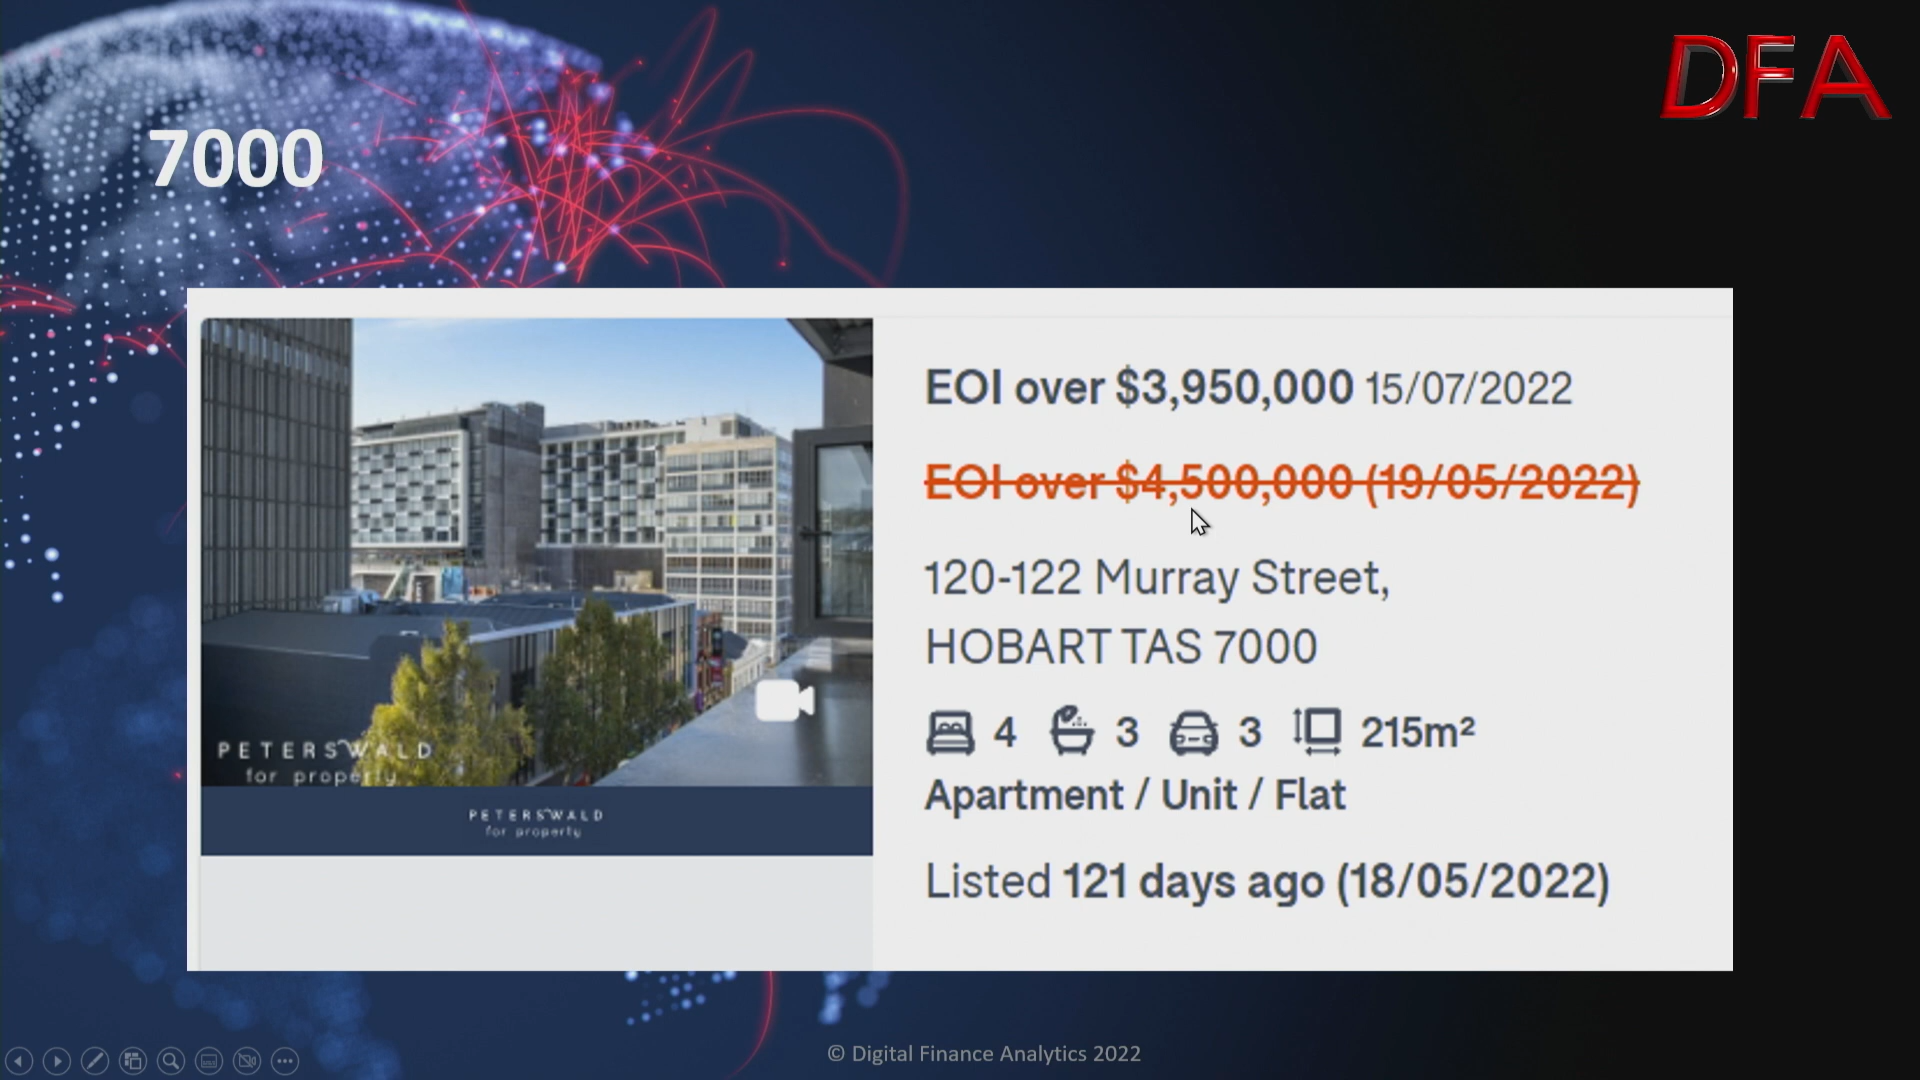 DFA
7000
EOI over $3,950,000 15/07/2022
EOI over $4,500,000 (19/05/2022)
120-122 Murray Street,
HOBART TAS 7000
4 3 3 215m²
Apartment / Unit / Flat
Listed 121 days ago (18/05/2022)
PETERSWALD
for property
PETERSWALD
for property
© Digital Finance Analytics 2022